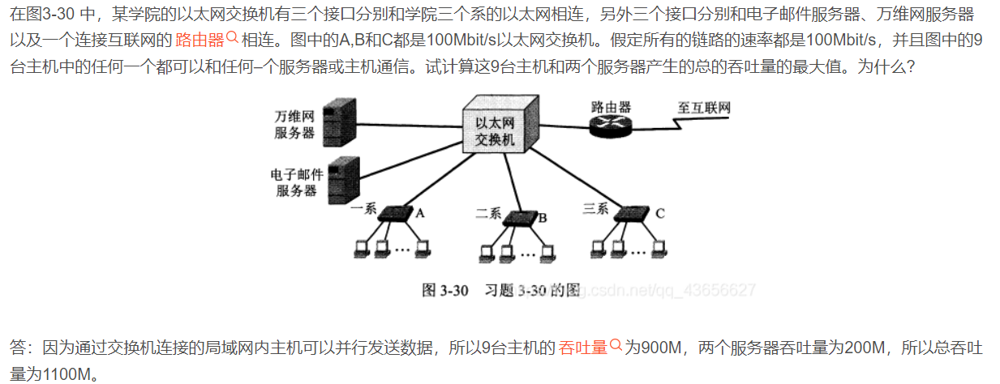 在图3-30 中，某学院的以太网交换机有三个接口分别和学院三个系的以太网相连，另外三个接口分别和电子邮件服务器、万维网服务器
以及一个连接互联网的 路由器 相连。图中的A,B和C都是100Mbit/s以太网交换机。假定所有的链路的速率都是100Mbit/s，并且图中的9
台主机中的任何一个都可以和任何–个服务器或主机通信。试计算这9台主机和两个服务器产生的总的吞吐量的最大值。为什么？
万维网
服务器
以太网
交换机
路由器
至互联网
电子邮件
服务器
一系
A
二系
B
三系
C
···
···
···
图 3-30 习题 3-30 的图
g.csdn.net/qq_43656627
答：因为通过交换机连接的局域网内主机可以并行发送数据，所以9台主机的 吞吐量 为900M，两个服务器吞吐量为200M，所以总吞吐
量为1100M。